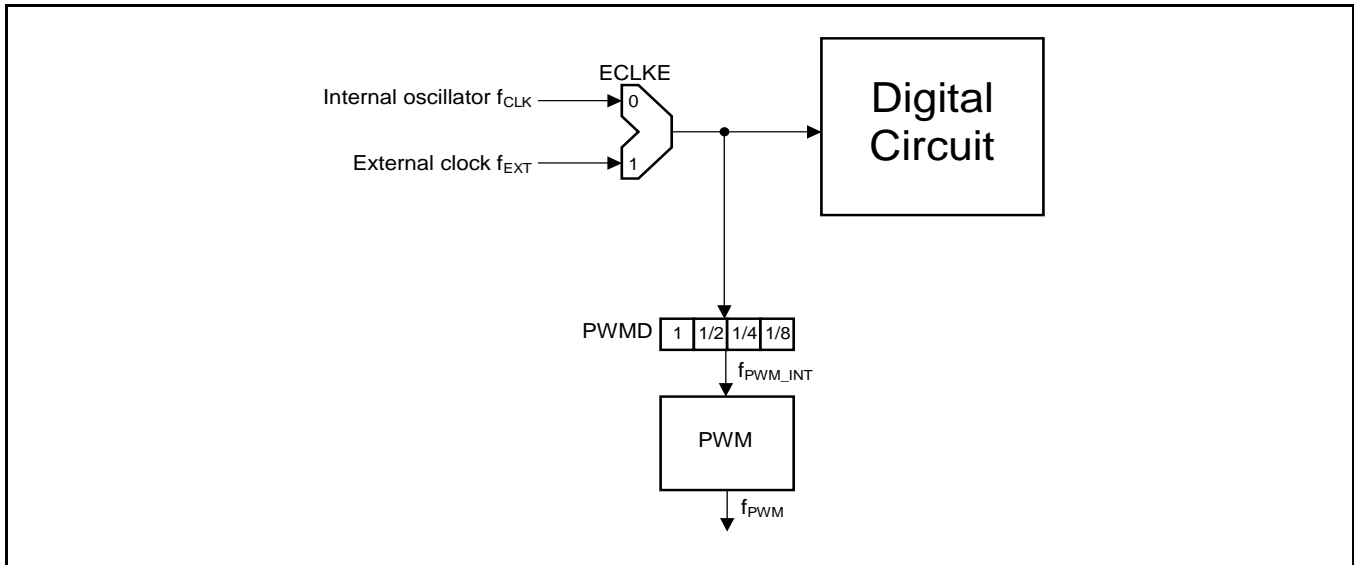 ECLKE
Internal oscillator fCLK
0
External clock fEXT
1
Digital
Circuit
PWMD 1 1/2 1/4 1/8
fPWM_INT
PWM
fPWM